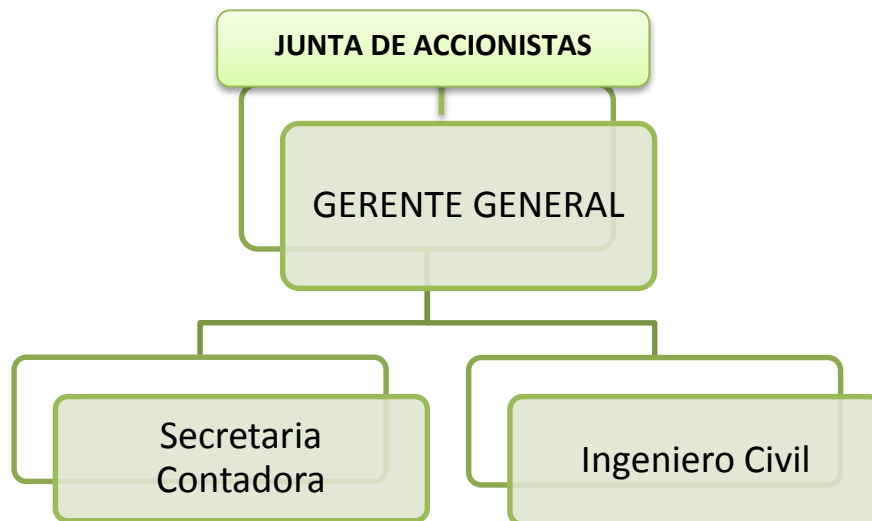 JUNTA DE ACCIONISTAS
GERENTE GENERAL
Secretaria
Contadora
Ingeniero Civil